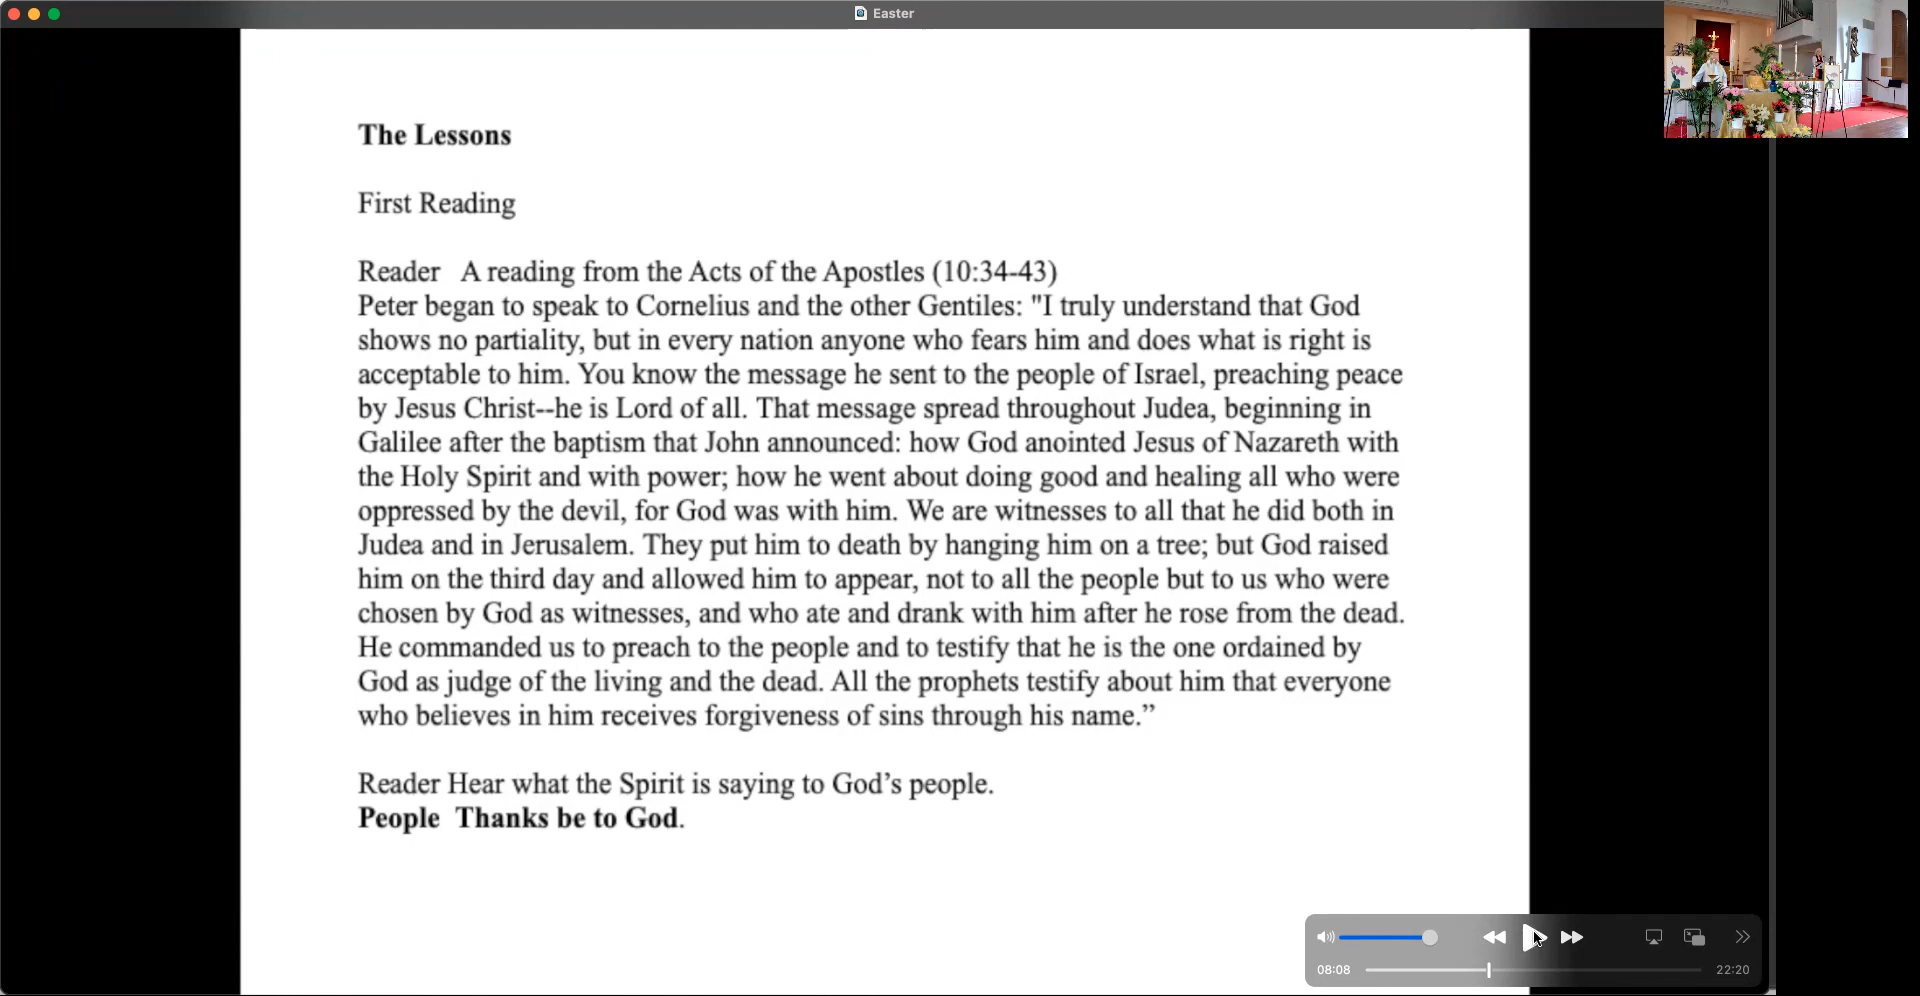 Easter
The Lessons
First Reading
Reader A reading from the Acts of the Apostles (10:34-43)
Peter began to speak to Cornelius and the other Gentiles: "I truly understand that God
shows no partiality, but in every nation anyone who fears him and does what is right is
acceptable to him. You know the message he sent to the people of Israel, preaching peace
by Jesus Christ--he is Lord of all. That message spread throughout Judea, beginning in
Galilee after the baptism that John announced: how God anointed Jesus of Nazareth with
the Holy Spirit and with power; how he went about doing good and healing all who were
oppressed by the devil, for God was with him. We are witnesses to all that he did both in
Judea and in Jerusalem. They put him to death by hanging him on a tree; but God raised
him on the third day and allowed him to appear, not to all the people but to us who were
chosen by God as witnesses, and who ate and drank with him after he rose from the dead.
He commanded us to preach to the people and to testify that he is the one ordained by
God as judge of the living and the dead. All the prophets testify about him that everyone
who believes in him receives forgiveness of sins through his name.”
Reader Hear what the Spirit is saying to God’s people.
People Thanks be to God.
08:08 22:20